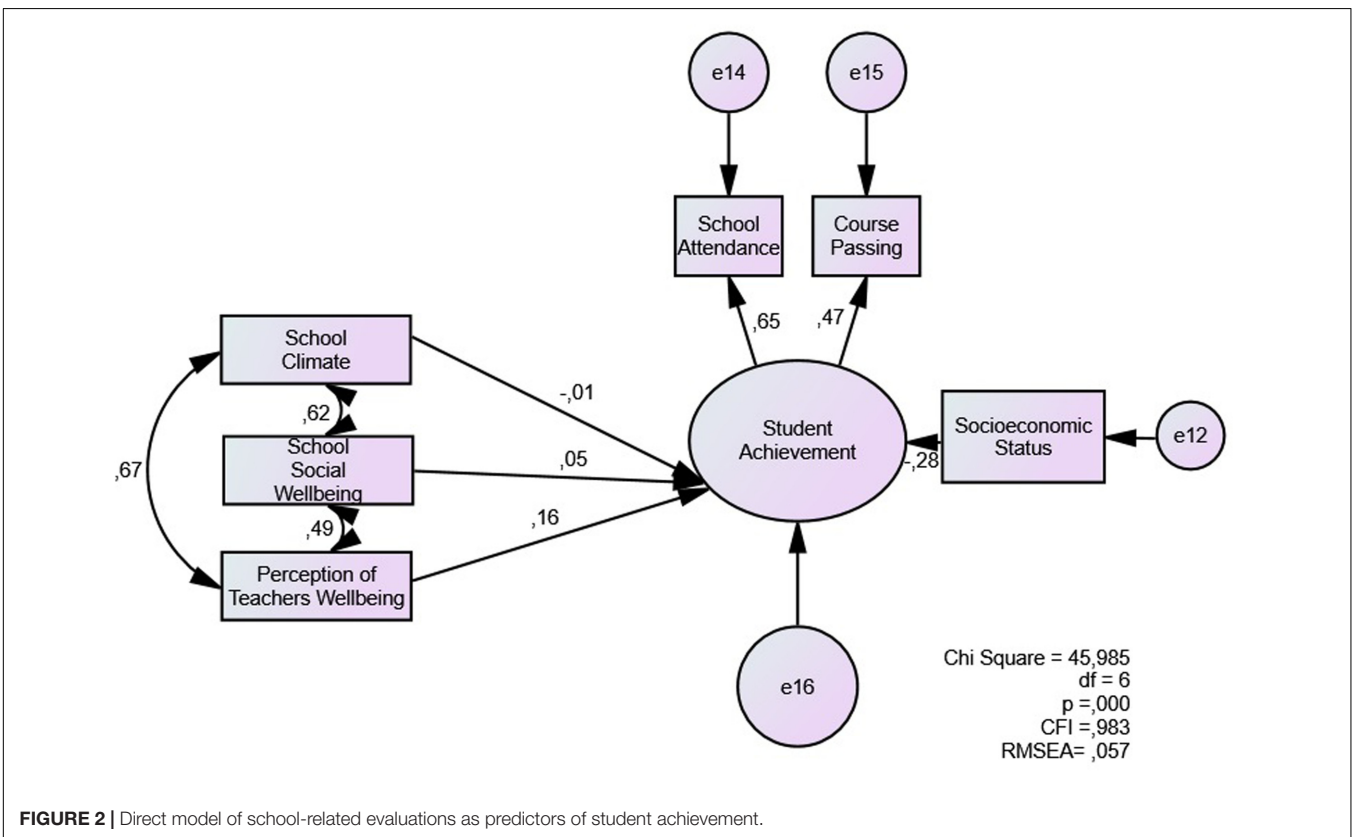 e14
e15
School
Attendance
Course
Passing
,65
,47
School
Climate
-,01
,62
School
Social
Wellbeing
,05
,67
,49
,16
Perception of
Teachers Wellbeing
Student
Achievement
-,28
Socioeconomic
Status
e12
e16
Chi Square = 45,985
df = 6
p =,000
CFI =,983
RMSEA= ,057
FIGURE 2 | Direct model of school-related evaluations as predictors of student achievement.